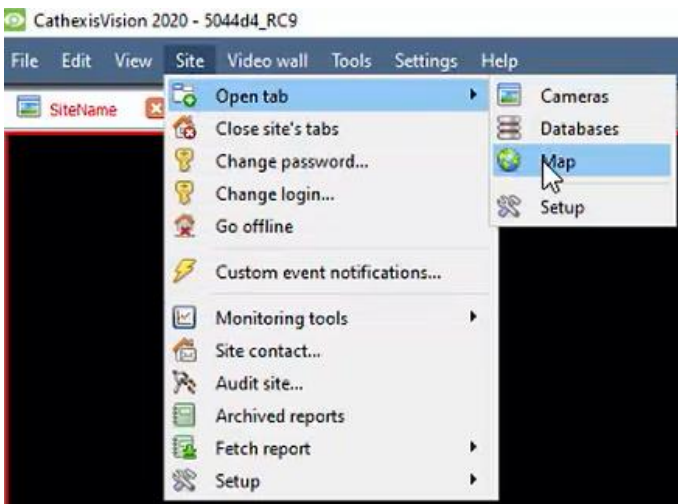 CathexisVision 2020 - 5044d4_RC9
File Edit View Site Video wall Tools Settings Help
SiteName
Open tab
Close site's tabs
Change password...
Change login...
Go offline
Custom event notifications...
Monitoring tools
Site contact...
Audit site...
Archived reports
Fetch report
Setup
Cameras
Databases
Map
Setup